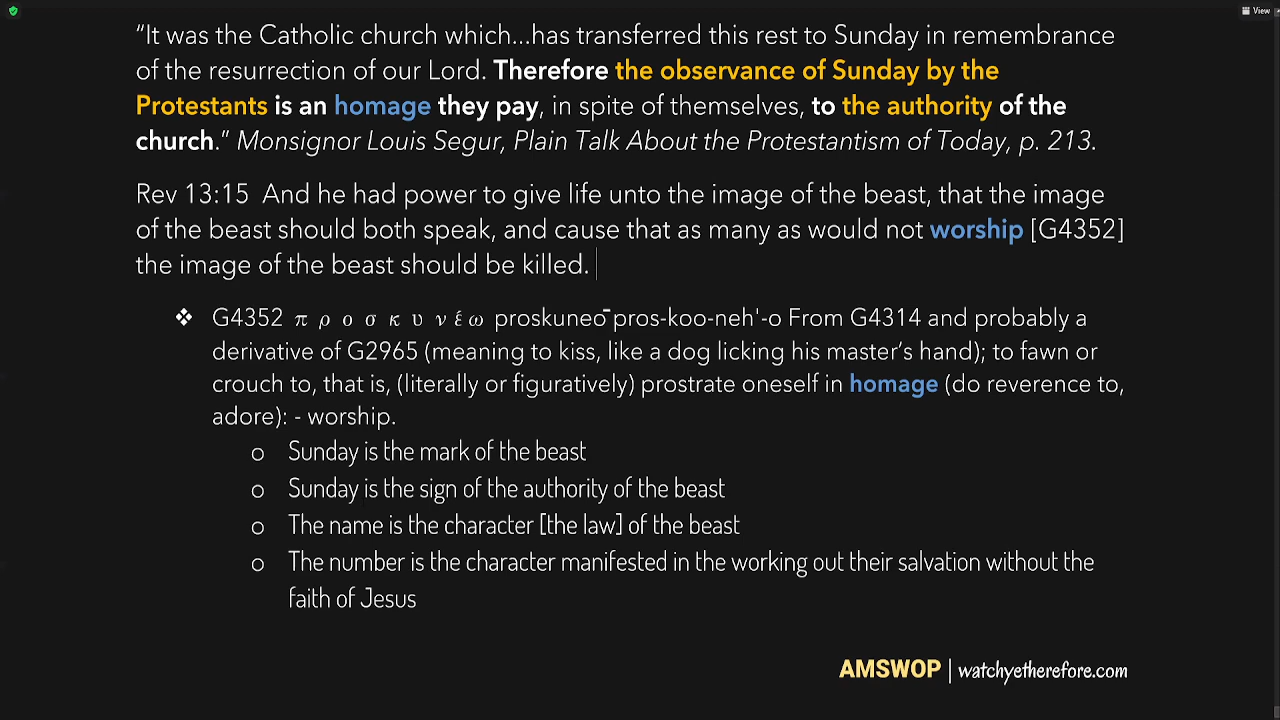 View
“It was the Catholic church which...has transferred this rest to Sunday in remembrance
of the resurrection of our Lord. Therefore the observance of Sunday by the
Protestants is an homage they pay, in spite of themselves, to the authority of the
church.” Monsignor Louis Segur, Plain Talk About the Protestantism of Today, p. 213.
Rev 13:15  And he had power to give life unto the image of the beast, that the image
of the beast should both speak, and cause that as many as would not worship [G4352]
the image of the beast should be killed.
❖ G4352 π ρ ο σ κ υ ν έ ω proskuneō pros-koo-neh'-o From G4314 and probably a
derivative of G2965 (meaning to kiss, like a dog licking his master’s hand); to fawn or
crouch to, that is, (literally or figuratively) prostrate oneself in homage (do reverence to,
adore): - worship.
o Sunday is the mark of the beast
o Sunday is the sign of the authority of the beast
o The name is the character [the law] of the beast
o The number is the character manifested in the working out their salvation without the
faith of Jesus
AMSWOP | watchyetherefore.com